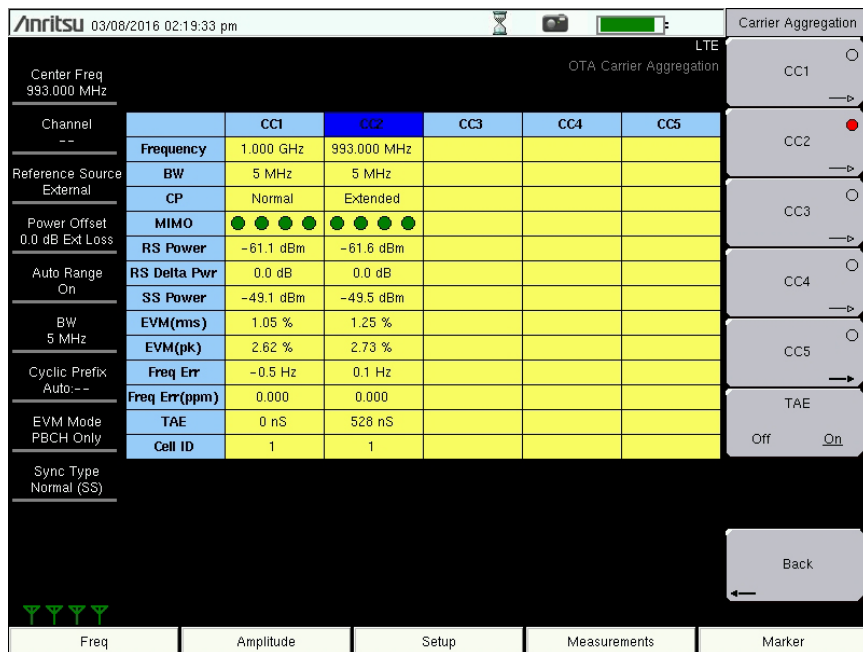 Anritsu 03/08/2016 02:19:33 pm
Carrier Aggregation
LTE
OTA Carrier Aggregation
Center Freq
993.000 MHz
Channel
--
Reference Source
External
Power Offset
0.0 dB Ext Loss
Auto Range
On
BW
5 MHz
Cyclic Prefix
Auto:--
EVM Mode
PBCH Only
Sync Type
Normal (SS)
CC1 CC2 CC3 CC4 CC5
Frequency 1.000 GHz 993.000 MHz
BW 5 MHz 5 MHz
CP Normal Extended
MIMO
RS Power -61.1 dBm -61.6 dBm
RS Delta Pwr 0.0 dB 0.0 dB
SS Power -49.1 dBm -49.5 dBm
EVM(rms) 1.05 % 1.25 %
EVM(pk) 2.62 % 2.73 %
Freq Err -0.5 Hz 0.1 Hz
Freq Err(ppm) 0.000 0.000
TAE 0 nS 528 nS
Cell ID 1 1
CC1
CC2
CC3
CC4
CC5
TAE
Off On
Back
Freq Amplitude Setup Measurements Marker